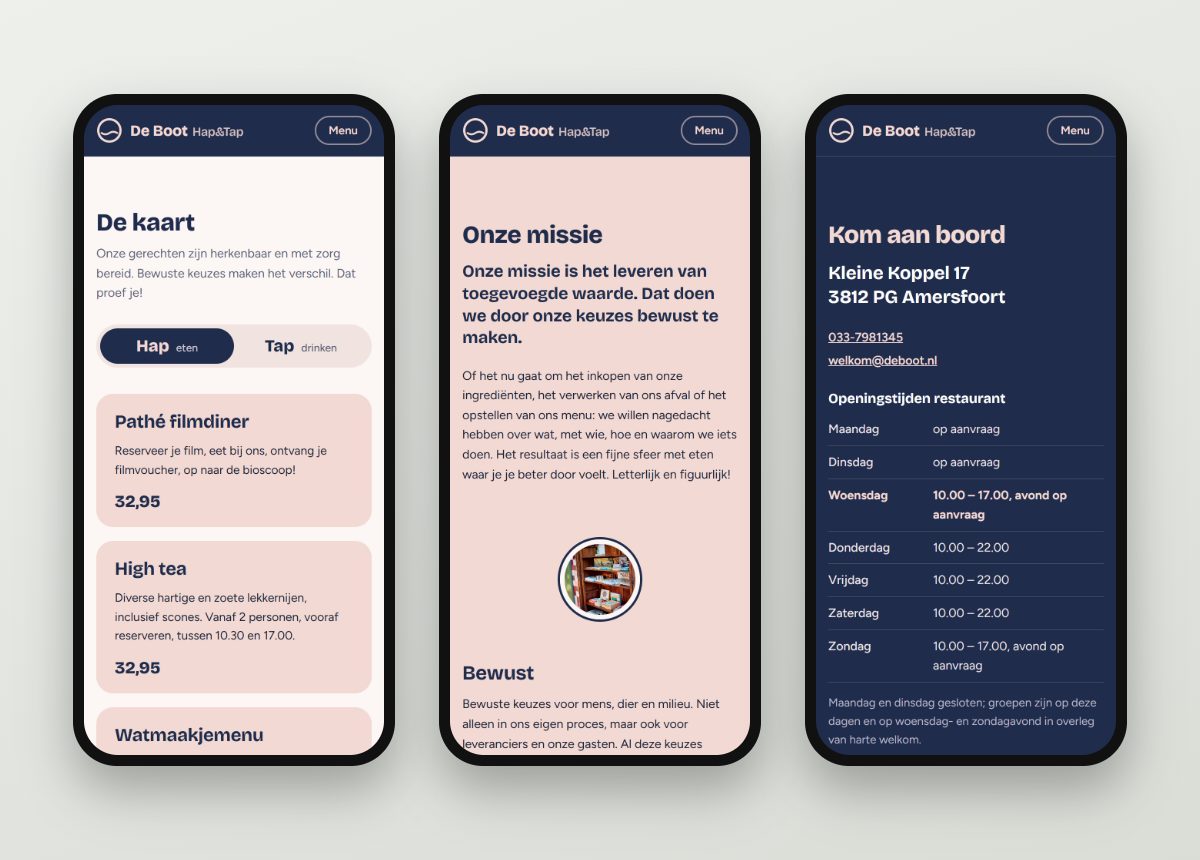 De Boot Hap&Tap
Menu
De kaart
Onze gerechten zijn herkenbaar en met zorg
bereid. Bewuste keuzes maken het verschil. Dat
proef je!
Hap eten
Tap drinken
Pathé filmdiner
Reserveer je film, eet bij ons, ontvang je
filmvoucher, op naar de bioscoop!
32,95
High tea
Diverse hartige en zoete lekkernijen,
inclusief scones. Vanaf 2 personen, vooraf
reserveren, tussen 10.30 en 17.00.
32,95
Watmaakjemenu
De Boot Hap&Tap
Menu
Onze missie
Onze missie is het leveren van
toegevoegde waarde. Dat doen
we door onze keuzes bewust te
maken.
Of het nu gaat om het inkopen van onze
ingrediënten, het verwerken van ons afval of het
opstellen van ons menu: we willen nagedacht
hebben over wat, met wie, hoe en waarom we iets
doen. Het resultaat is een fijne sfeer met eten
waar je je beter door voelt. Letterlijk en figuurlijk!
Bewust
Bewuste keuzes voor mens, dier en milieu. Niet
alleen in ons eigen proces, maar ook voor
leveranciers en onze gasten. Al deze keuzes
De Boot Hap&Tap
Menu
Kom aan boord
Kleine Koppel 17
3812 PG Amersfoort
033-7981345
welkom@deboot.nl
Openingstijden restaurant
Maandag op aanvraag
Dinsdag op aanvraag
Woensdag 10.00 – 17.00, avond op
aanvraag
Donderdag 10.00 – 22.00
Vrijdag 10.00 – 22.00
Zaterdag 10.00 – 22.00
Zondag 10.00 – 17.00, avond op
aanvraag
Maandag en dinsdag gesloten; groepen zijn op deze
dagen en op woensdag- en zondagavond in overleg
van harte welkom.